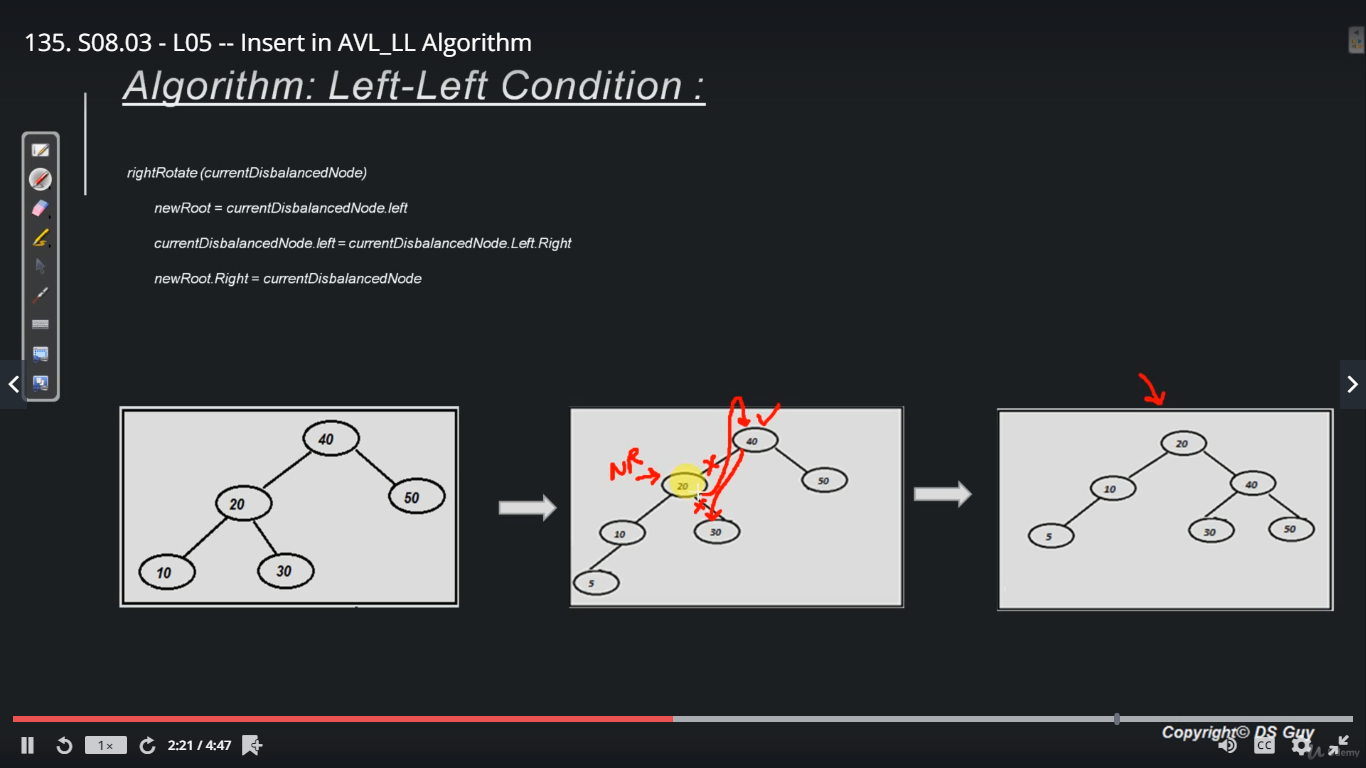 135. S08.03 - L05 -- Insert in AVL_LL Algorithm
Algorithm: Left-Left Condition :
rightRotate (currentDisbalancedNode)
newRoot = currentDisbalancedNode.left
currentDisbalancedNode.left = currentDisbalancedNode.Left.Right
newRoot.Right = currentDisbalancedNode
40
20
50
10
30
NR
40
20
50
10
30
5
20
10
40
5
30
50
Copyright© DS Guy
1x
2:21 / 4:47
CC